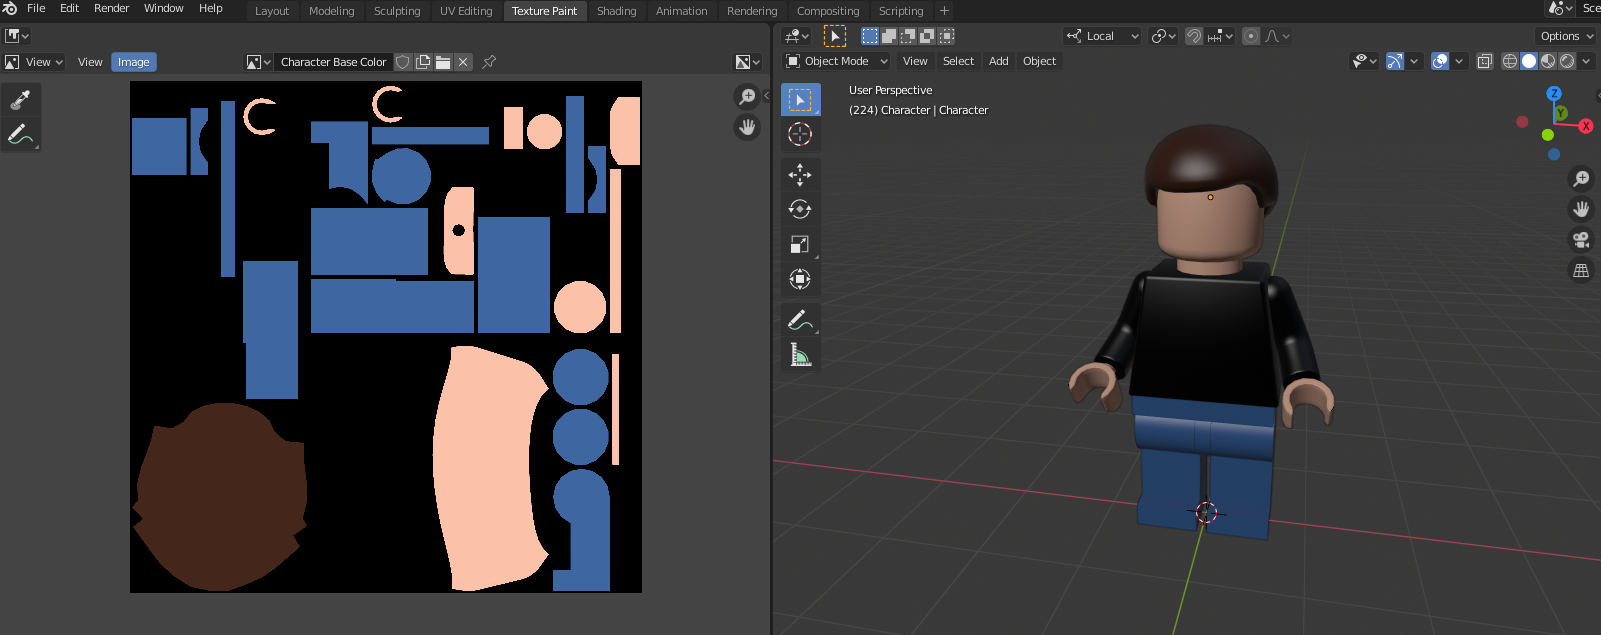 File Edit Render Window Help Layout Modeling Sculpting UV Editing Texture Paint Shading Animation Rendering Compositing Scripting + Sce
Local Options
View View Image Character Base Color Object Mode View Select Add Object
User Perspective
(224) Character | Character
Z
Y
X